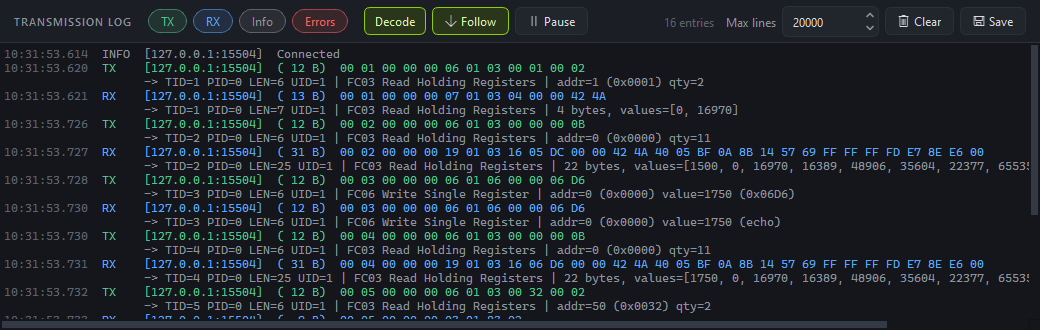 TRANSMISSION LOG TX RX Info Errors Decode Follow Pause 16 entries Max lines 20000 Clear Save
10:31:53.614 INFO [127.0.0.1:15504] Connected
10:31:53.620 TX [127.0.0.1:15504] ( 12 B) 00 01 00 00 00 06 01 03 00 01 00 02
-> TID=1 PID=0 LEN=6 UID=1 | FC03 Read Holding Registers | addr=1 (0x0001) qty=2
10:31:53.621 RX [127.0.0.1:15504] ( 13 B) 00 01 00 00 00 07 01 03 04 00 00 42 4A
-> TID=1 PID=0 LEN=7 UID=1 | FC03 Read Holding Registers | 4 bytes, values=[0, 16970]
10:31:53.726 TX [127.0.0.1:15504] ( 12 B) 00 02 00 00 00 06 01 03 00 00 00 0B
-> TID=2 PID=0 LEN=6 UID=1 | FC03 Read Holding Registers | addr=0 (0x0000) qty=11
10:31:53.727 RX [127.0.0.1:15504] ( 31 B) 00 02 00 00 00 19 01 03 16 05 DC 00 00 42 4A 40 05 BF 0A 8B 14 57 69 FF FF FF FD E7 8E E6 00
-> TID=2 PID=0 LEN=25 UID=1 | FC03 Read Holding Registers | 22 bytes, values=[1500, 0, 16970, 16389, 48906, 35604, 22377, 65535
10:31:53.728 TX [127.0.0.1:15504] ( 12 B) 00 03 00 00 00 06 01 06 00 00 06 D6
-> TID=3 PID=0 LEN=6 UID=1 | FC06 Write Single Register | addr=0 (0x0000) value=1750 (0x06D6)
10:31:53.730 RX [127.0.0.1:15504] ( 12 B) 00 03 00 00 00 06 01 06 00 00 06 D6
-> TID=3 PID=0 LEN=6 UID=1 | FC06 Write Single Register | addr=0 (0x0000) value=1750 (echo)
10:31:53.730 TX [127.0.0.1:15504] ( 12 B) 00 04 00 00 00 06 01 03 00 00 00 0B
-> TID=4 PID=0 LEN=6 UID=1 | FC03 Read Holding Registers | addr=0 (0x0000) qty=11
10:31:53.731 RX [127.0.0.1:15504] ( 31 B) 00 04 00 00 00 19 01 03 16 06 D6 00 00 42 4A 40 05 BF 0A 8B 14 57 69 FF FF FF FD E7 8E E6 00
-> TID=4 PID=0 LEN=25 UID=1 | FC03 Read Holding Registers | 22 bytes, values=[1750, 0, 16970, 16389, 48906, 35604, 22377, 65535
10:31:53.732 TX [127.0.0.1:15504] ( 12 B) 00 05 00 00 00 06 01 03 00 32 00 02
-> TID=5 PID=0 LEN=6 UID=1 | FC03 Read Holding Registers | addr=50 (0x0032) qty=2